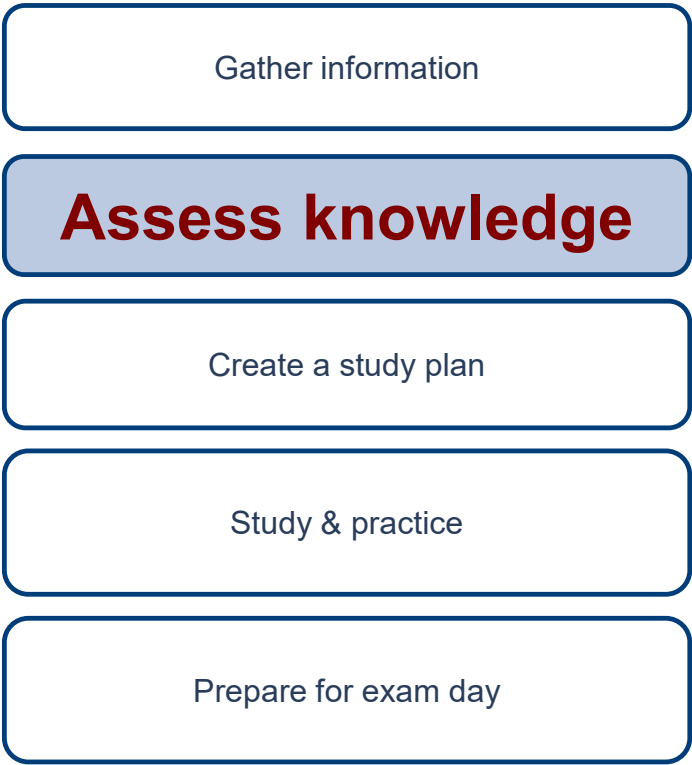 Gather information
Assess knowledge
Create a study plan
Study & practice
Prepare for exam day